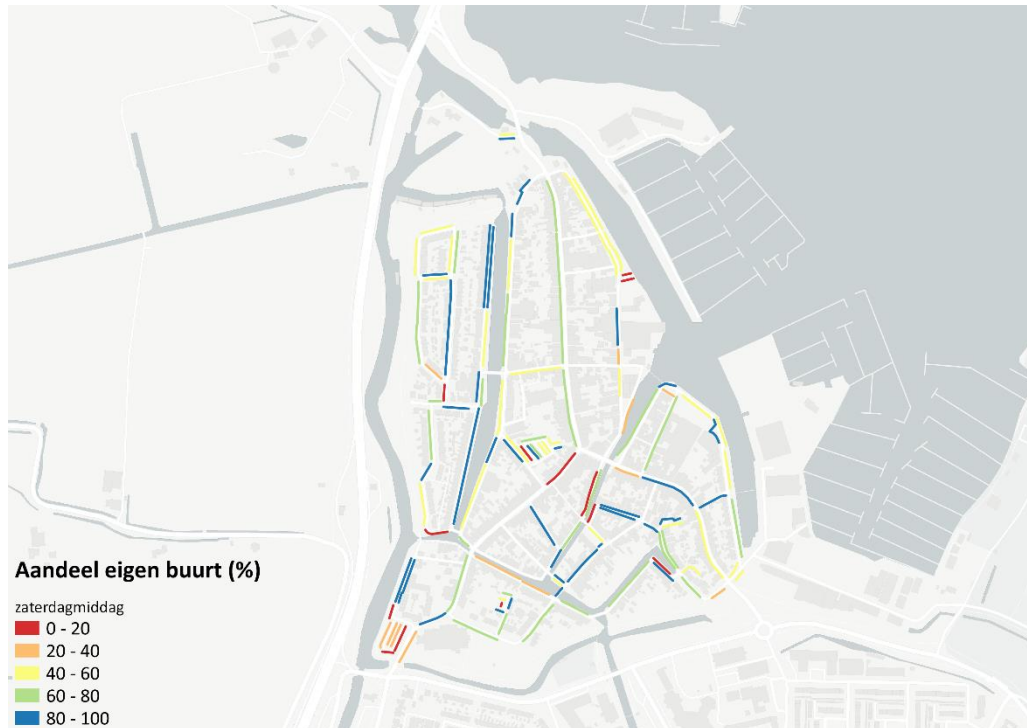 Aandeel eigen buurt (%)
zaterdagmiddag
0 - 20
20 - 40
40 - 60
60 - 80
80 - 100